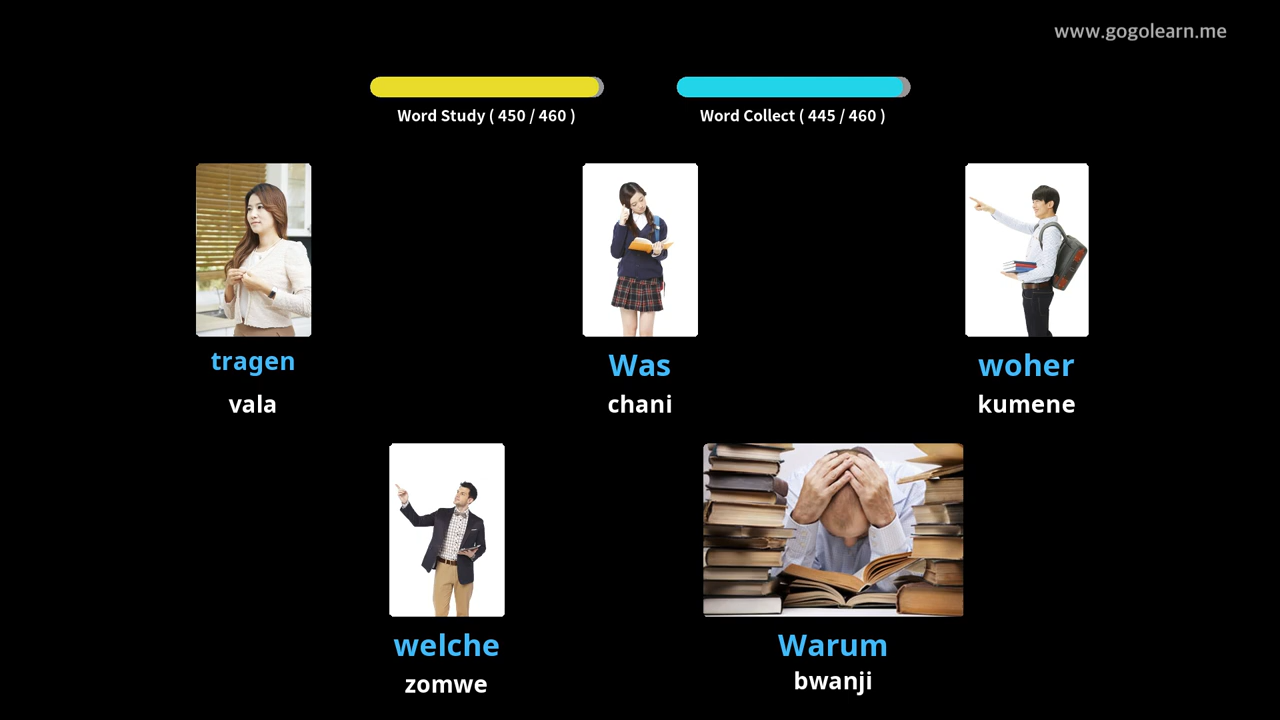 www.gogolearn.me
Word Study ( 450 / 460 )
Word Collect ( 445 / 460 )
tragen
vala
Was
chani
woher
kumene
welche
zomwe
Warum
bwanji